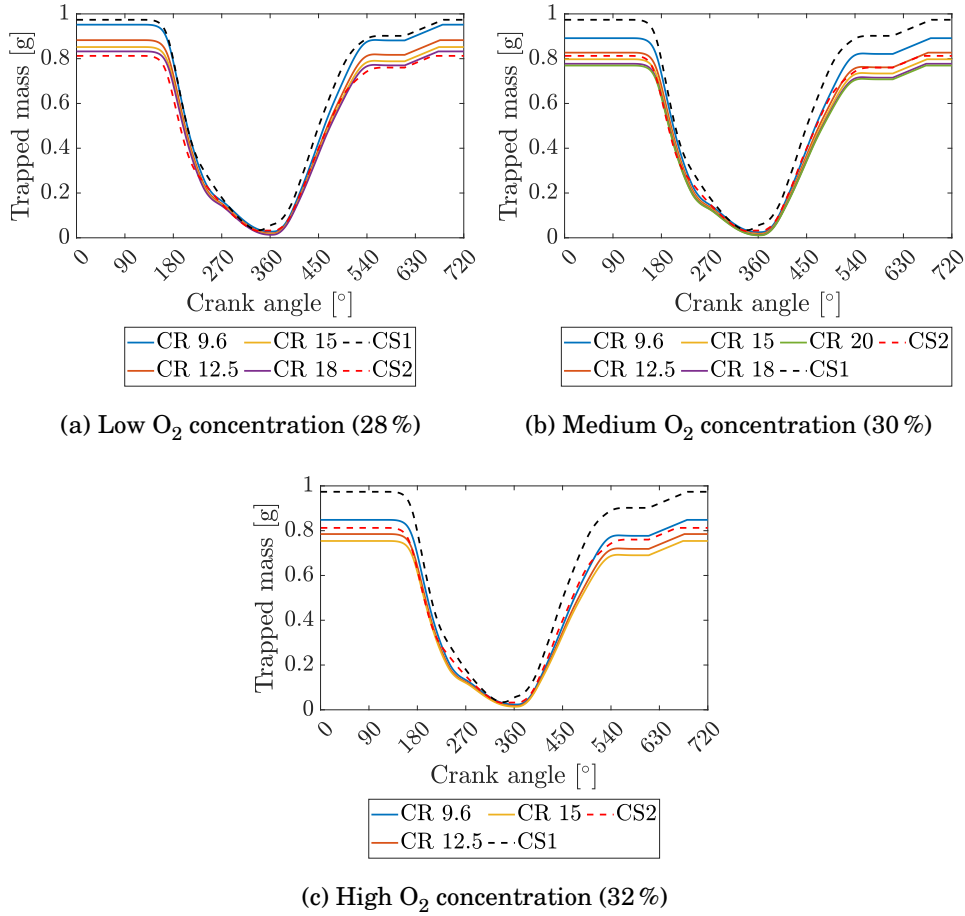 1
0.8
0.6
0.4
0.2
0
Trapped mass [g]
0 90 180 270 360 450 540 630 720
Crank angle [°]
CR 9.6 CR 15 CS1
CR 12.5 CR 18 CS2
(a) Low O₂ concentration (28 %)
1
0.8
0.6
0.4
0.2
0
Trapped mass [g]
0 90 180 270 360 450 540 630 720
Crank angle [°]
CR 9.6 CR 15 CR 20 CS2
CR 12.5 CR 18 CS1
(b) Medium O₂ concentration (30 %)
1
0.8
0.6
0.4
0.2
0
Trapped mass [g]
0 90 180 270 360 450 540 630 720
Crank angle [°]
CR 9.6 CR 15 CS2
CR 12.5 CS1
(c) High O₂ concentration (32 %)